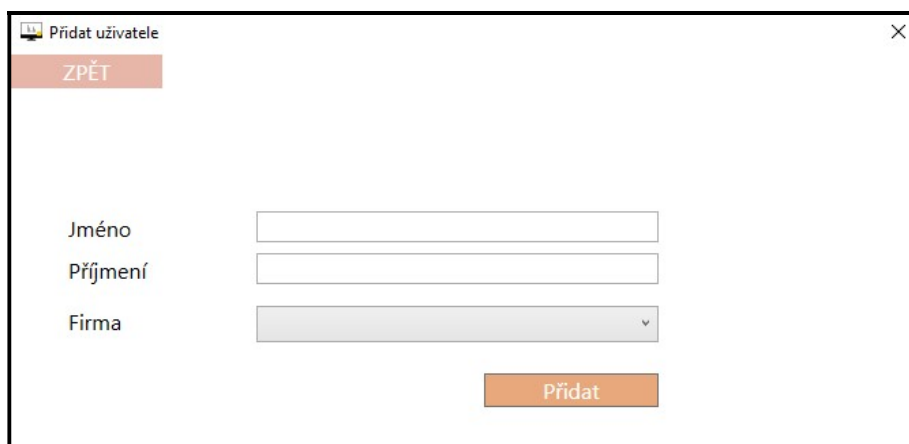 Přidat uživatele
ZPĚT
Jméno
Příjmení
Firma
Přidat